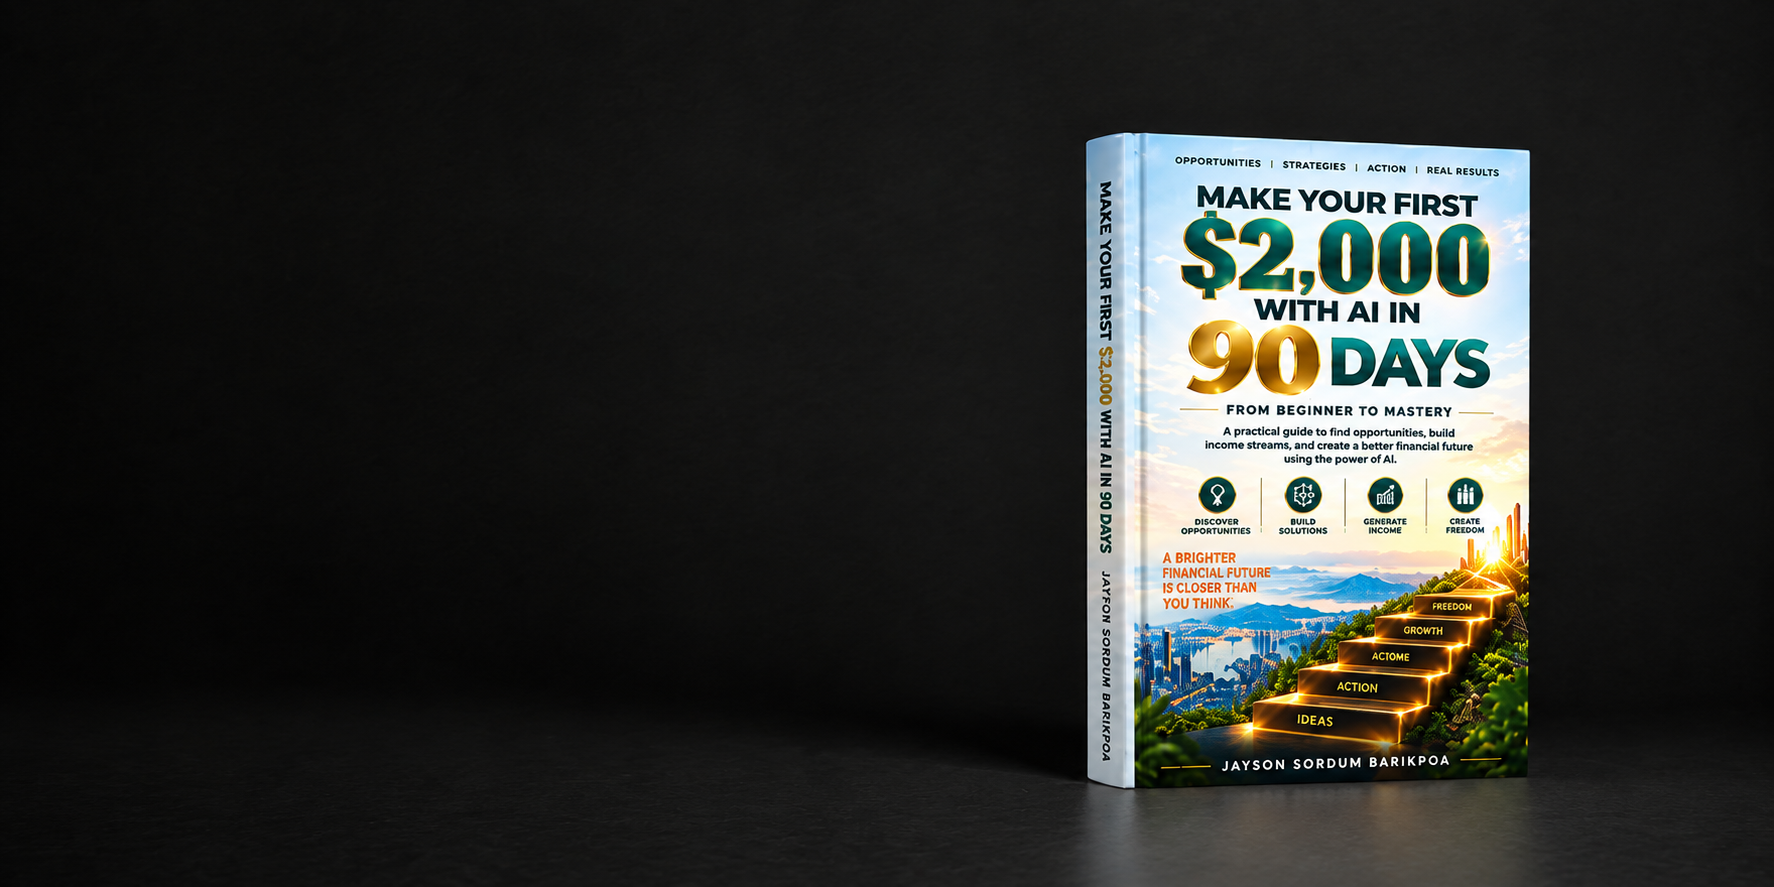 MAKE YOUR FIRST $2,000 WITH AI IN 90 DAYS JAYFON SORDUM BARIKPOA
OPPORTUNITIES | STRATEGIES | ACTION | REAL RESULTS
MAKE YOUR FIRST
$2,000
WITH AI IN
90 DAYS
FROM BEGINNER TO MASTERY
A practical guide to find opportunities, build
income streams, and create a better financial future
using the power of AI.
DISCOVER
OPPORTUNITIES
BUILD
SOLUTIONS
GENERATE
INCOME
CREATE
FREEDOM
A BRIGHTER
FINANCIAL FUTURE
IS CLOSER THAN
YOU THINK.
FREEDOM
GROWTH
ACTOME
ACTION
IDEAS
JAYSON SORDUM BARIKPOA